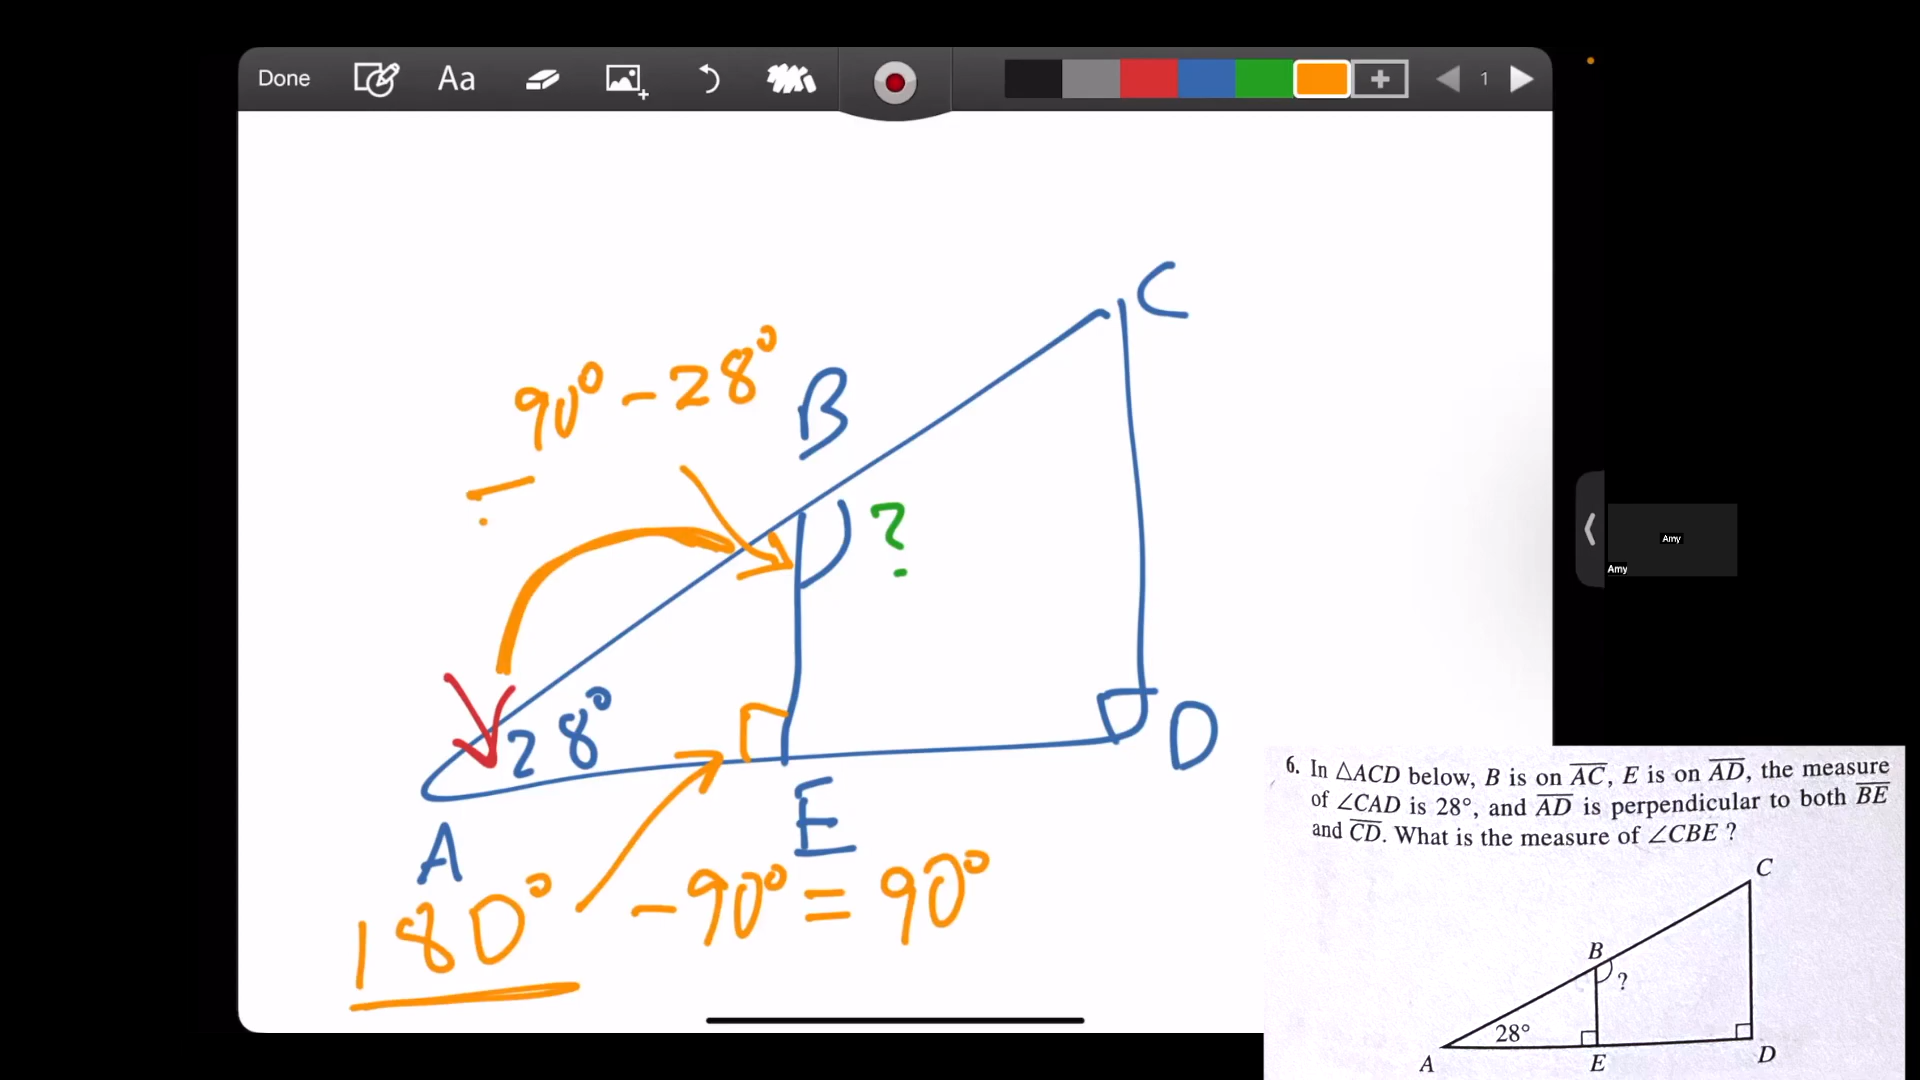 Done Aa 1
C
90° - 28°
B
?
28°
D
E
A
180° - 90° = 90°
Amy
Amy
6. In △ACD below, B is on AC, E is on AD, the measure
of ∠CAD is 28°, and AD is perpendicular to both BE
and CD. What is the measure of ∠CBE ?
C
B
?
28°
A E D